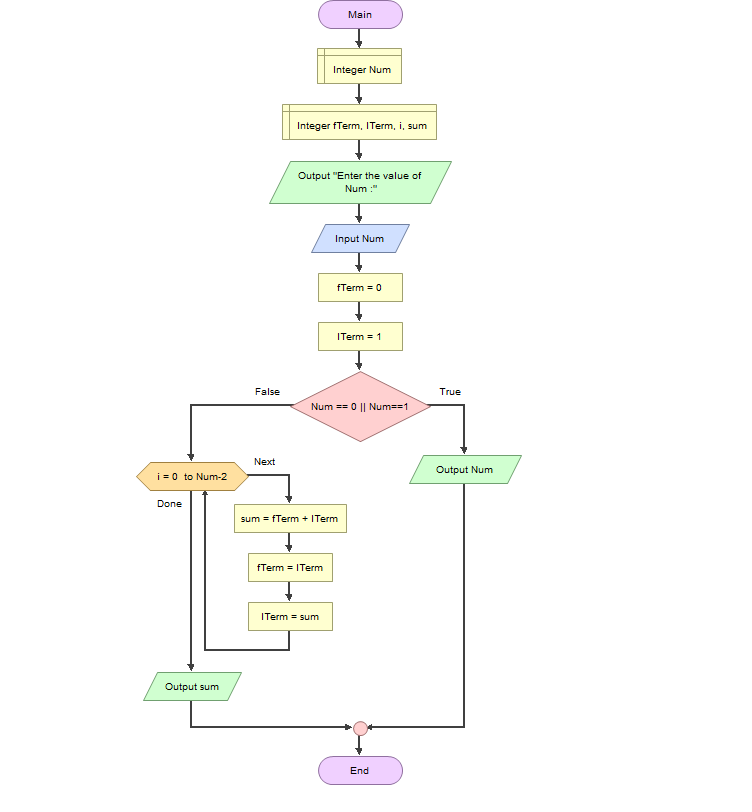 Main
Integer Num
Integer fTerm, lTerm, i, sum
Output "Enter the value of
Num :"
Input Num
fTerm = 0
lTerm = 1
False
True
Num == 0 || Num==1
i = 0 to Num-2
Next
Output Num
Done
sum = fTerm + lTerm
fTerm = lTerm
lTerm = sum
Output sum
End